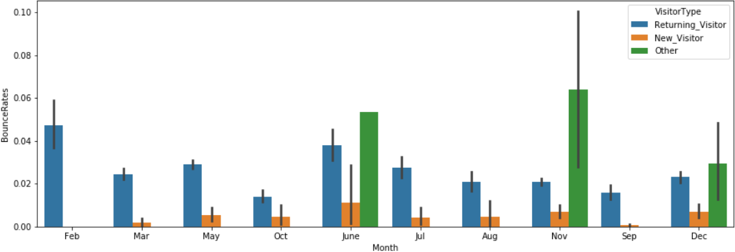 VisitorType
Returning_Visitor
New_Visitor
Other
BounceRates
0.10
0.08
0.06
0.04
0.02
0.00
Feb Mar May Oct June Jul Aug Nov Sep Dec
Month